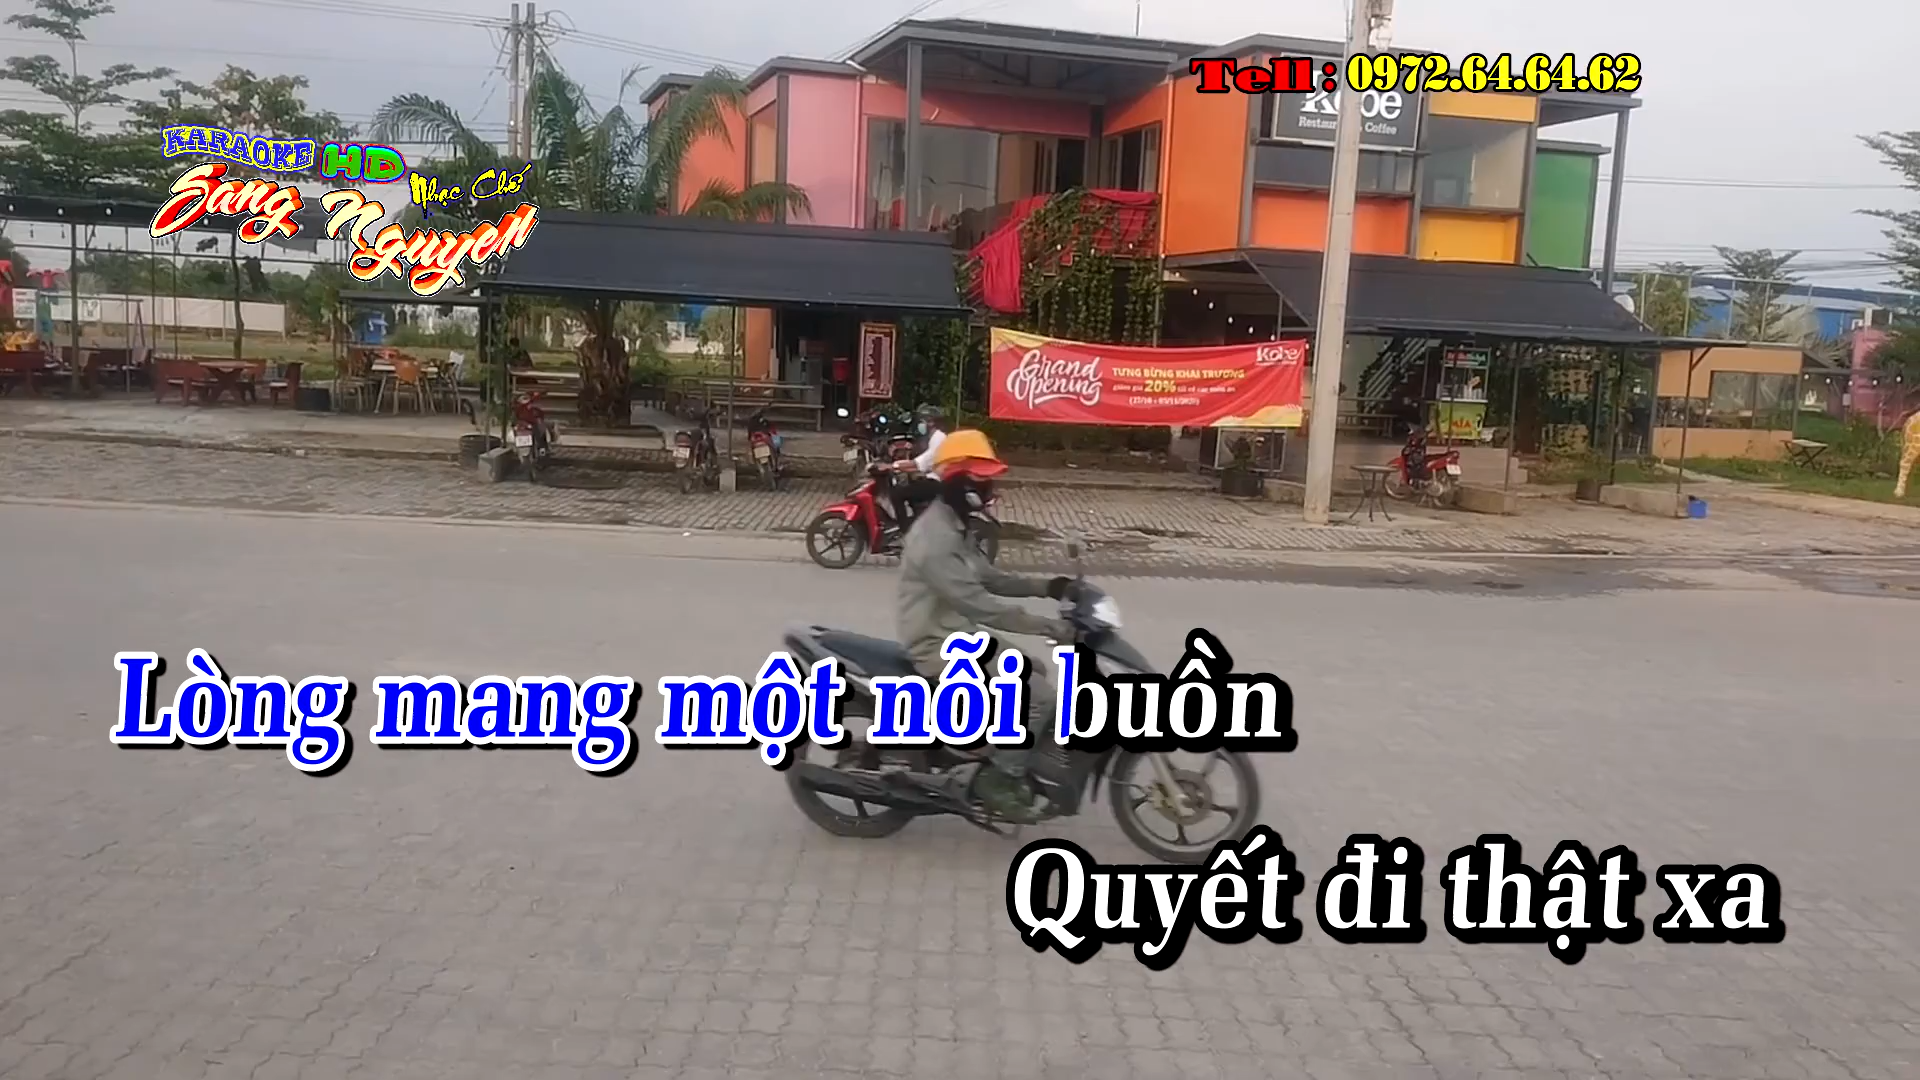 Tell : 0972.64.64.62
KARAOKE HD
Nhạc Chế
Sang Nguyen
Kobe
Restaurant & Coffee
Grand Opening
Kobe
TƯNG BỪNG KHAI TRƯƠNG
20%
Lòng mang một nỗi buồn
Quyết đi thật xa